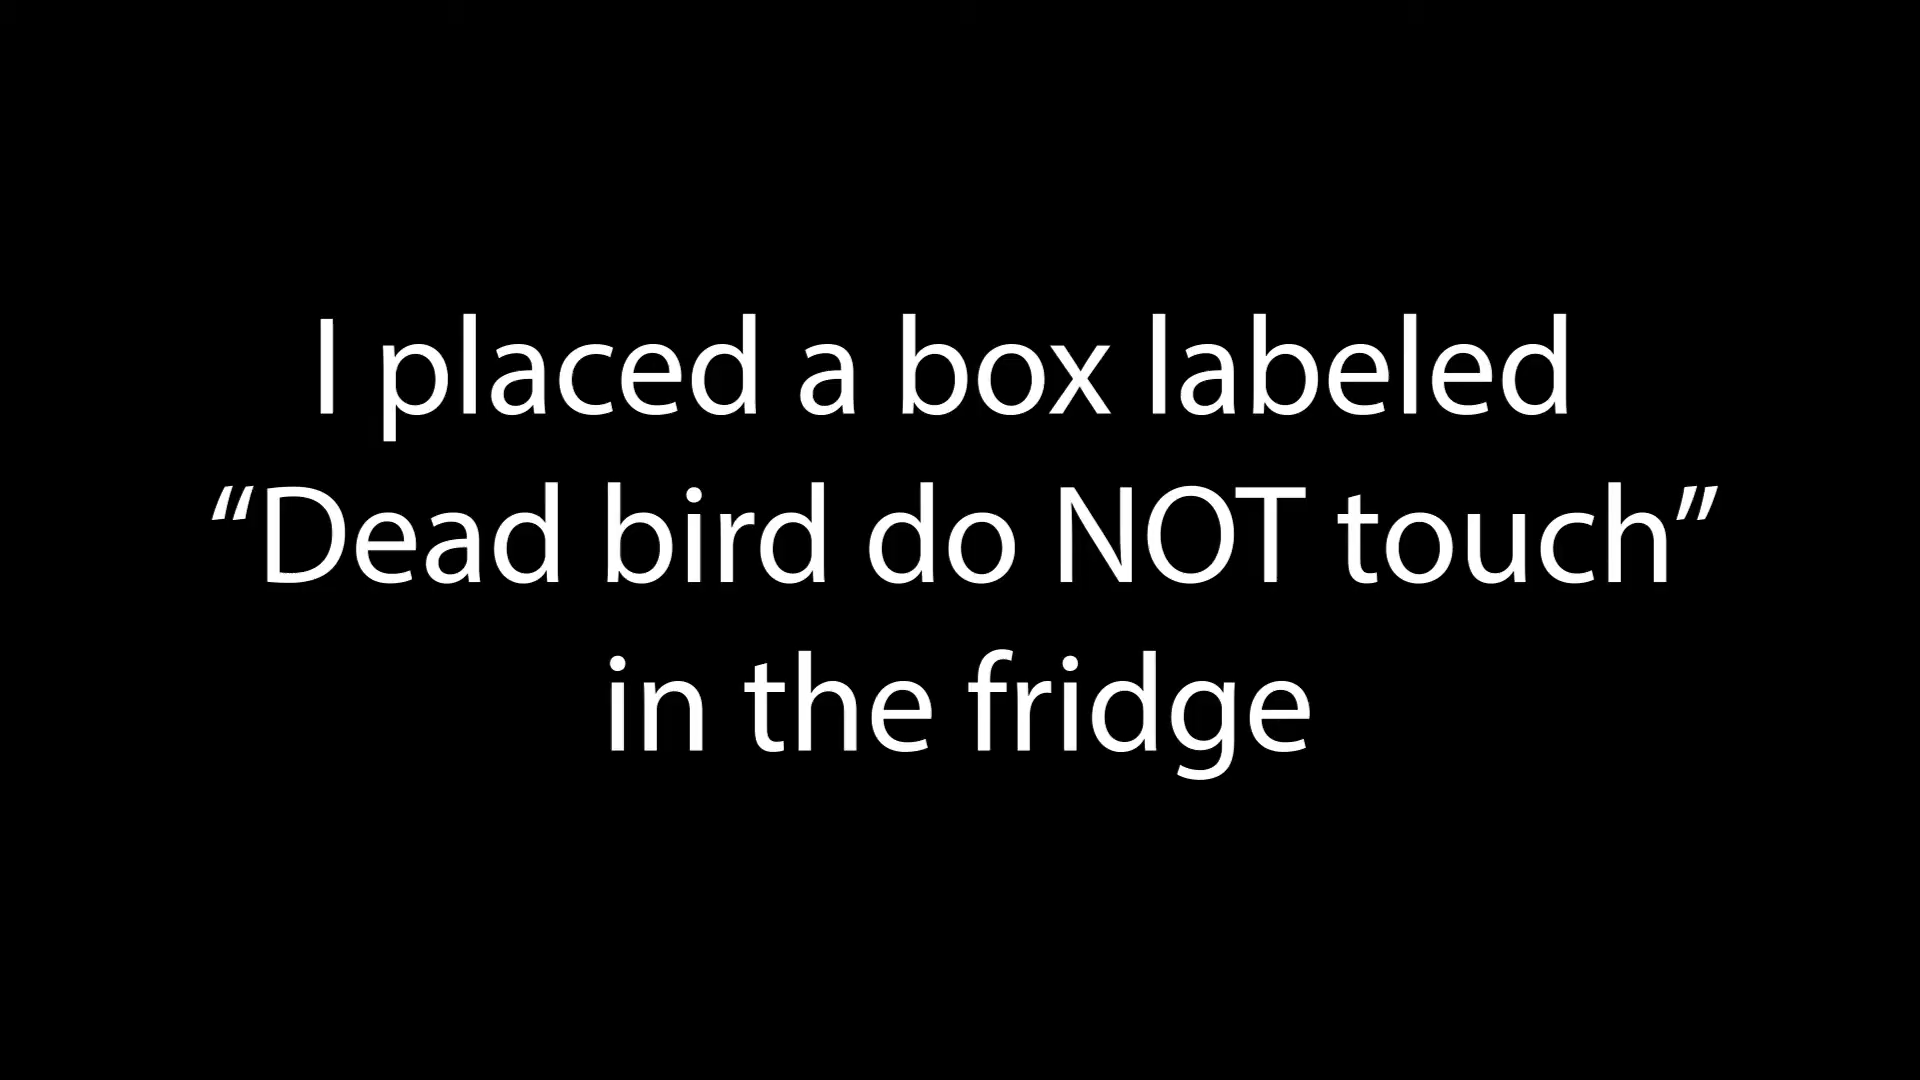 I placed a box labeled
“Dead bird do NOT touch”
in the fridge